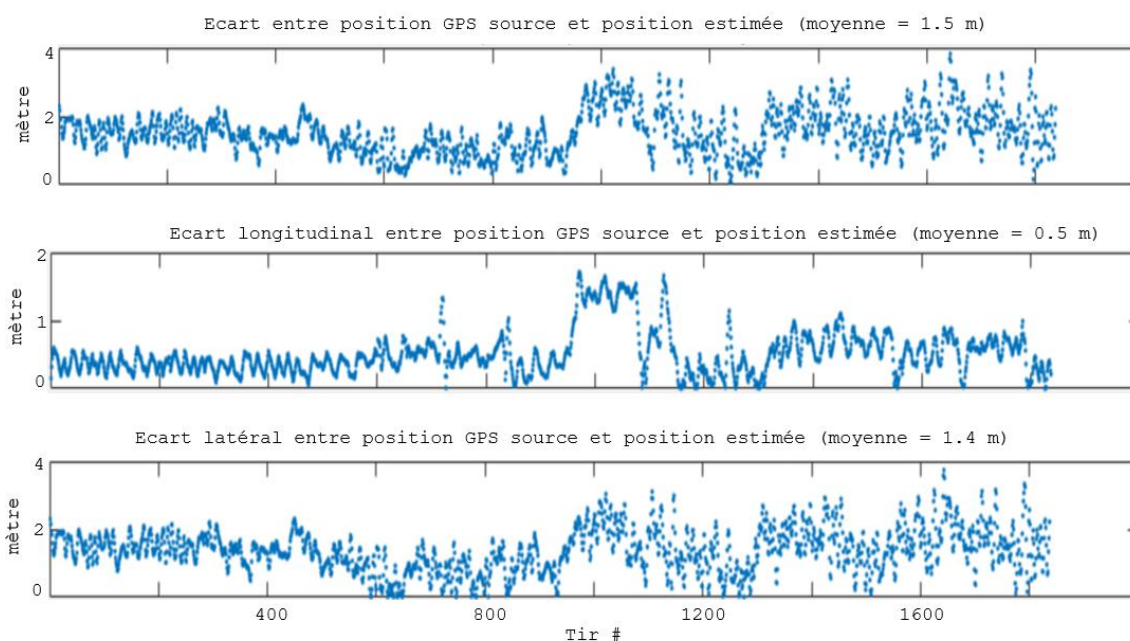 Ecart entre position GPS source et position estimée (moyenne = 1.5 m)
4
2
0
mètre
Ecart longitudinal entre position GPS source et position estimée (moyenne = 0.5 m)
2
1
0
mètre
Ecart latéral entre position GPS source et position estimée (moyenne = 1.4 m)
4
2
0
mètre
400 800 1200 1600
Tir #